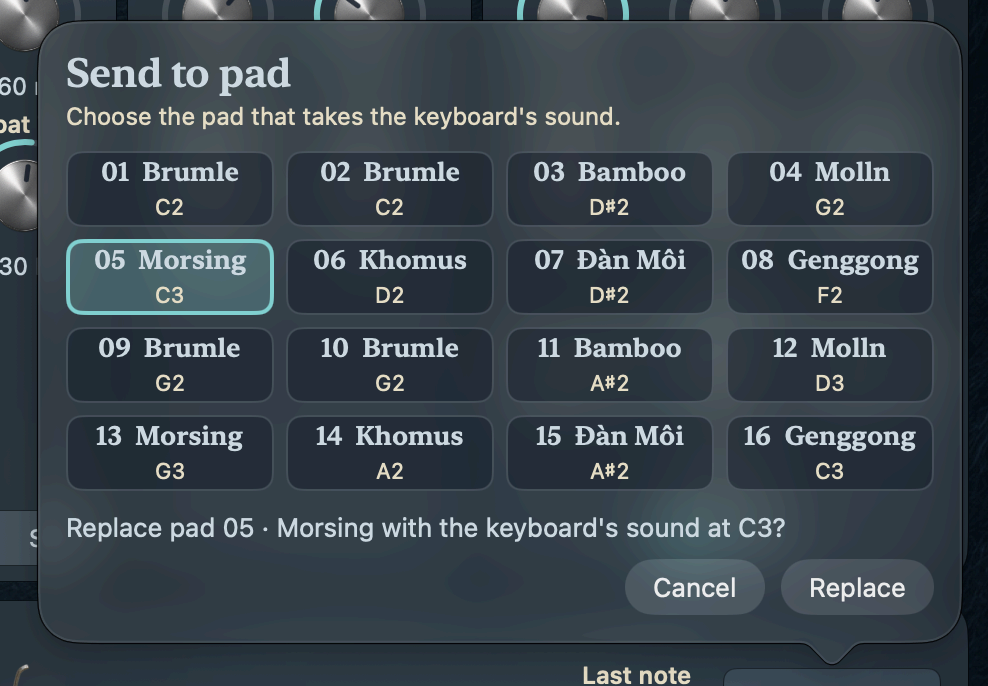 Send to pad
Choose the pad that takes the keyboard's sound.
01 Brumle
C2
02 Brumle
C2
03 Bamboo
D#2
04 Molln
G2
05 Morsing
C3
06 Khomus
D2
07 Đàn Môi
D#2
08 Genggong
F2
09 Brumle
G2
10 Brumle
G2
11 Bamboo
A#2
12 Molln
D3
13 Morsing
G3
14 Khomus
A2
15 Đàn Môi
A#2
16 Genggong
C3
Replace pad 05 · Morsing with the keyboard's sound at C3?
Cancel
Replace
60
30
Last note